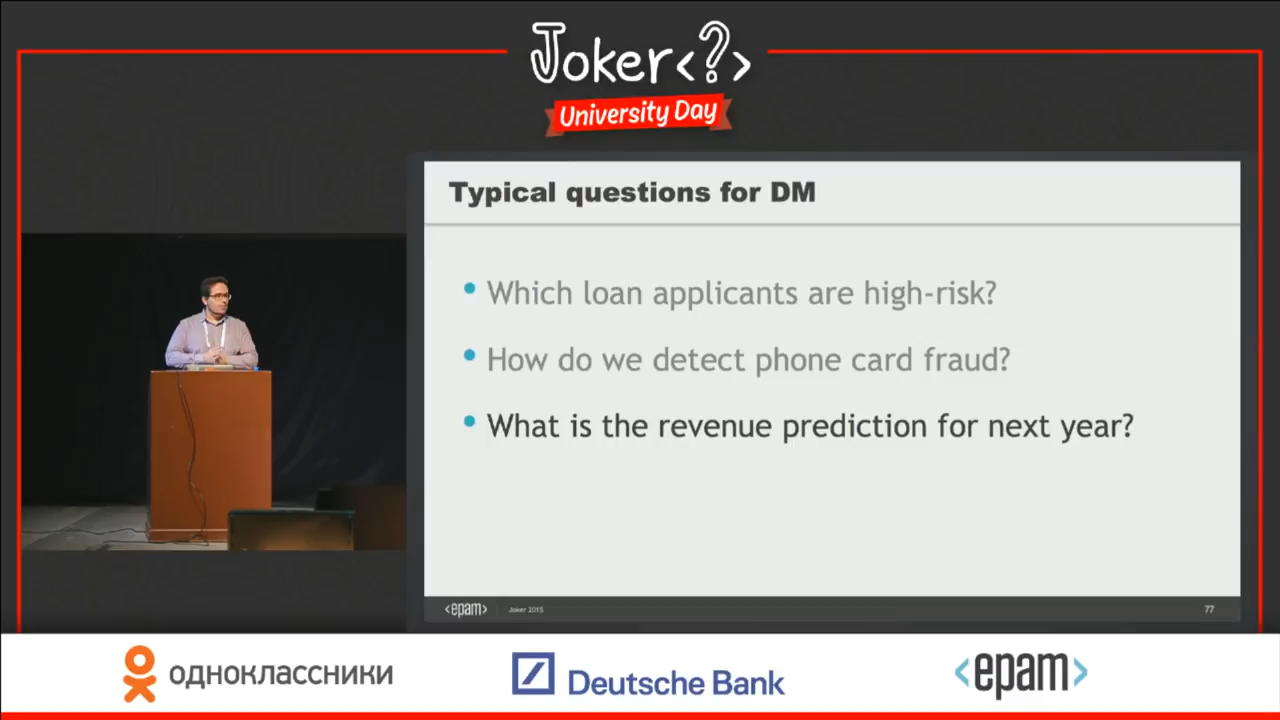 Joker<?>
University Day
Typical questions for DM
• Which loan applicants are high-risk?
• How do we detect phone card fraud?
• What is the revenue prediction for next year?
<epam> Joker 2015 77
одноклассники
Deutsche Bank
<epam>